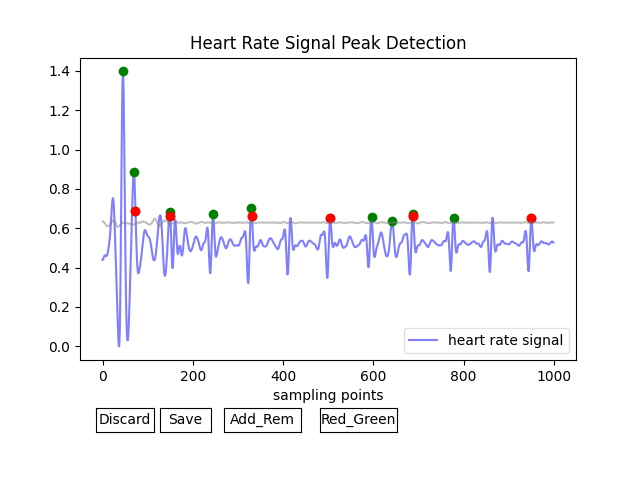 Heart Rate Signal Peak Detection
1.4
1.2
1.0
0.8
0.6
0.4
0.2
0.0
heart rate signal
0 200 400 600 800 1000
sampling points
Discard Save Add_Rem Red_Green